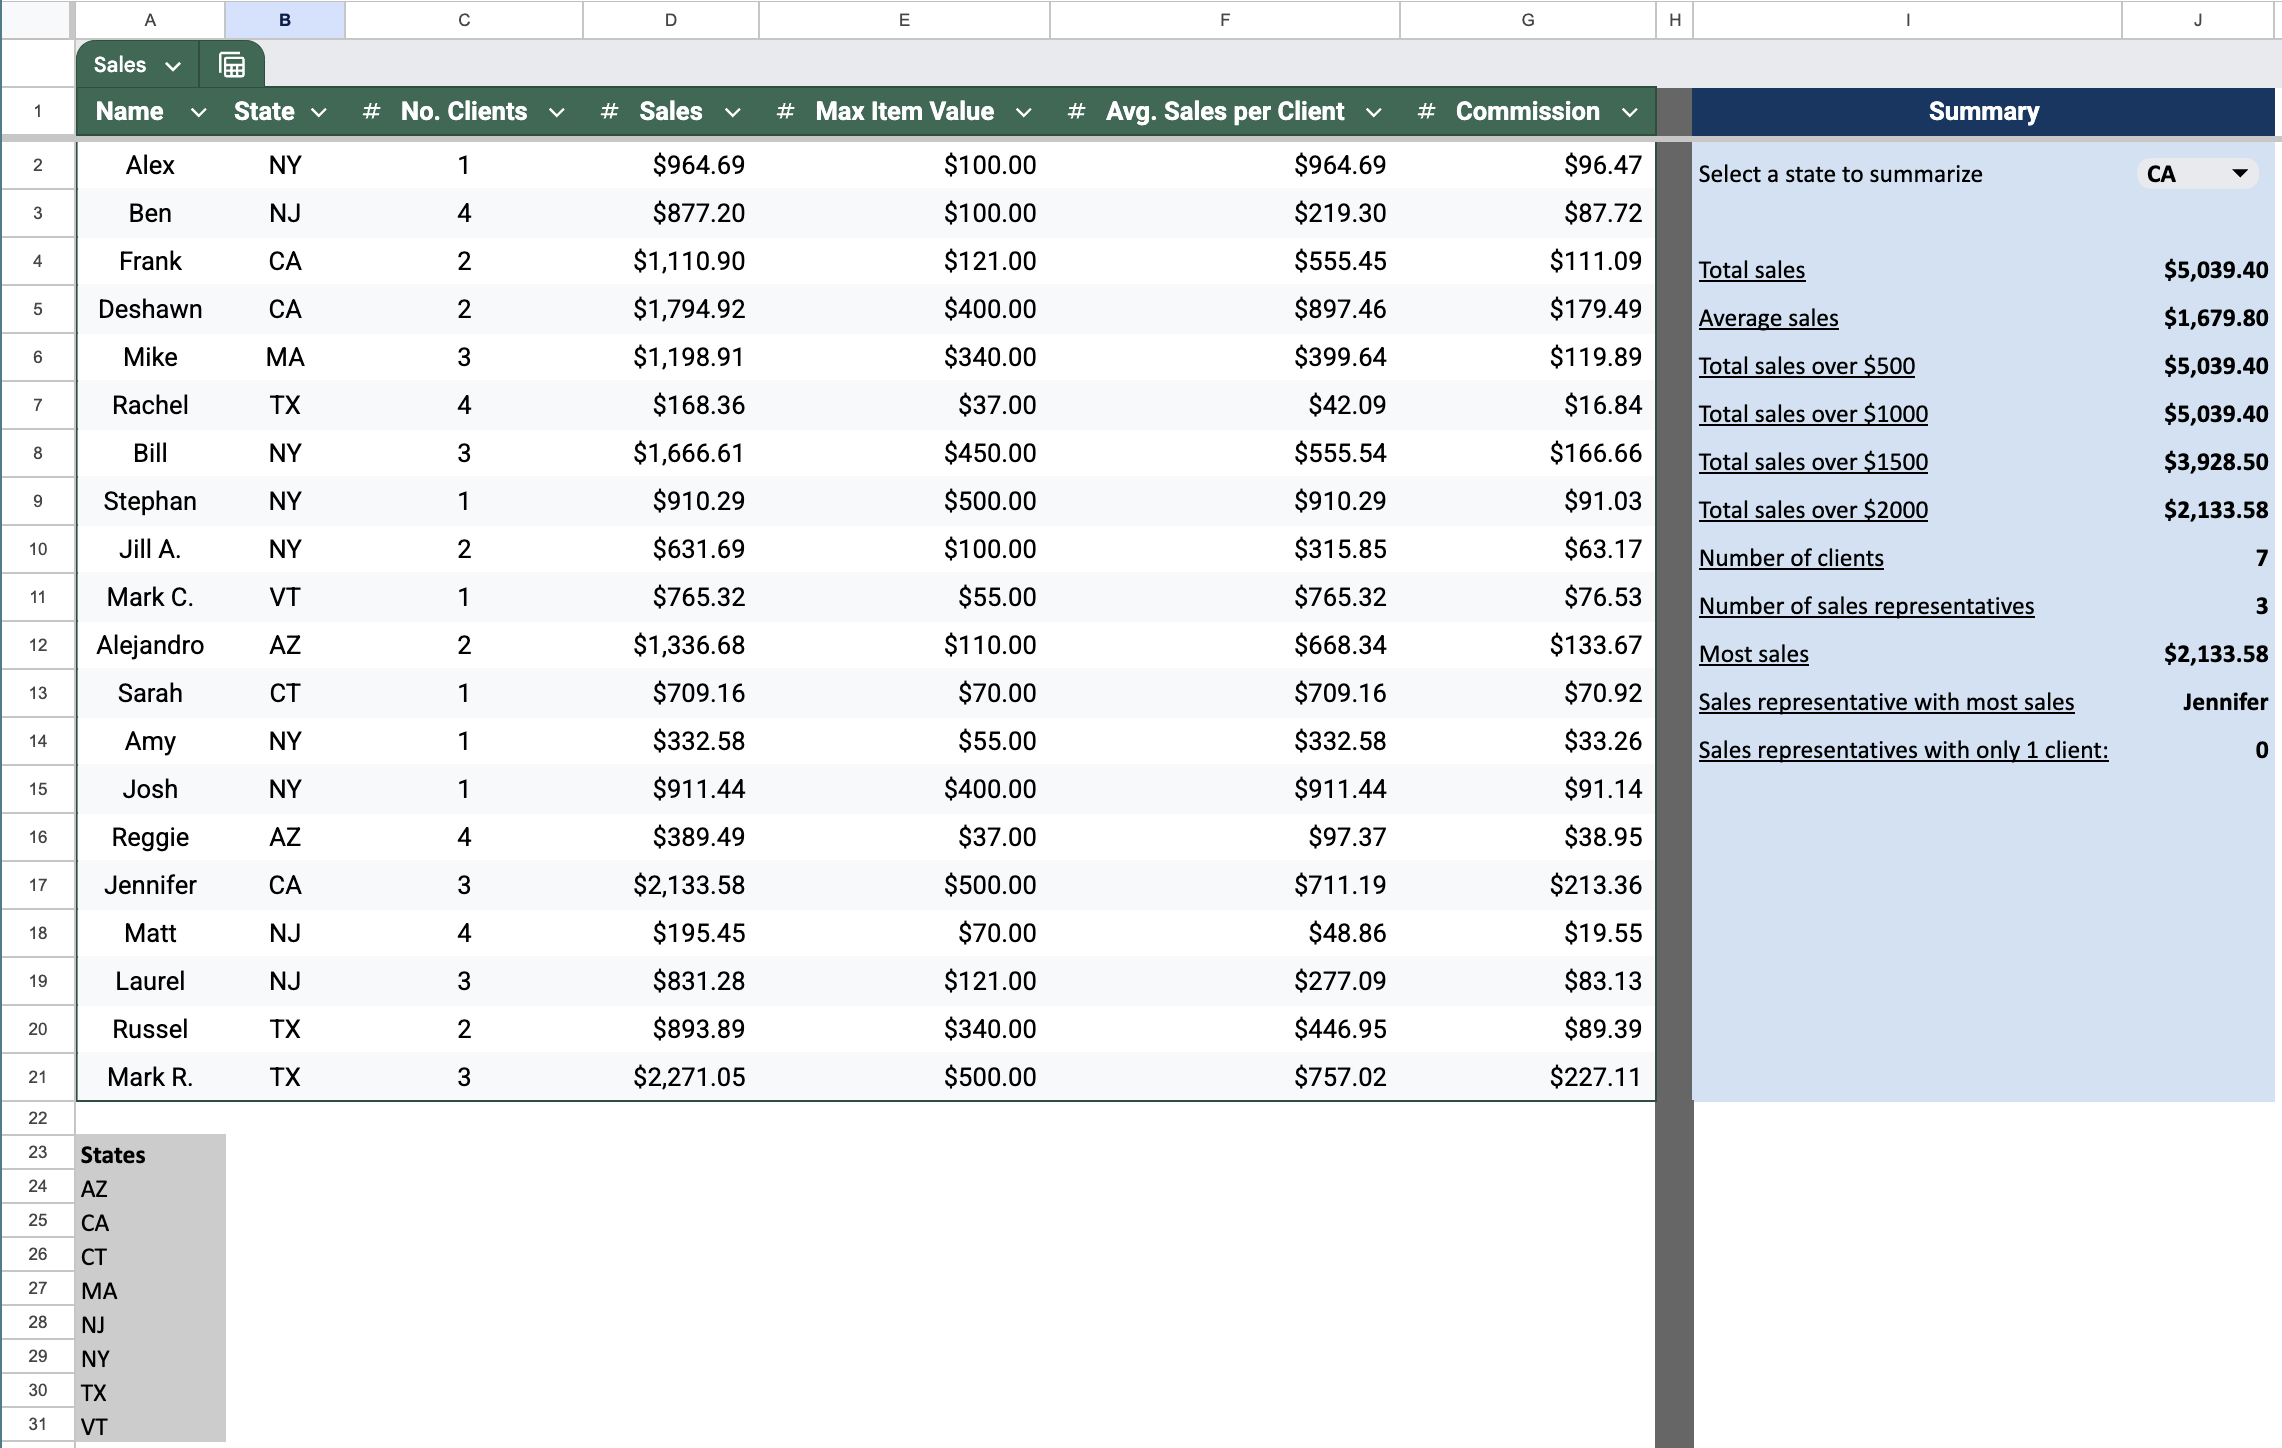 A B C D E F G H I J
Sales
1 Name State # No. Clients # Sales # Max Item Value # Avg. Sales per Client # Commission Summary
2 Alex NY 1 $964.69 $100.00 $964.69 $96.47 Select a state to summarize CA
3 Ben NJ 4 $877.20 $100.00 $219.30 $87.72
4 Frank CA 2 $1,110.90 $121.00 $555.45 $111.09 Total sales $5,039.40
5 Deshawn CA 2 $1,794.92 $400.00 $897.46 $179.49 Average sales $1,679.80
6 Mike MA 3 $1,198.91 $340.00 $399.64 $119.89 Total sales over $500 $5,039.40
7 Rachel TX 4 $168.36 $37.00 $42.09 $16.84 Total sales over $1000 $5,039.40
8 Bill NY 3 $1,666.61 $450.00 $555.54 $166.66 Total sales over $1500 $3,928.50
9 Stephan NY 1 $910.29 $500.00 $910.29 $91.03 Total sales over $2000 $2,133.58
10 Jill A. NY 2 $631.69 $100.00 $315.85 $63.17 Number of clients 7
11 Mark C. VT 1 $765.32 $55.00 $765.32 $76.53 Number of sales representatives 3
12 Alejandro AZ 2 $1,336.68 $110.00 $668.34 $133.67 Most sales $2,133.58
13 Sarah CT 1 $709.16 $70.00 $709.16 $70.92 Sales representative with most sales Jennifer
14 Amy NY 1 $332.58 $55.00 $332.58 $33.26 Sales representatives with only 1 client: 0
15 Josh NY 1 $911.44 $400.00 $911.44 $91.14
16 Reggie AZ 4 $389.49 $37.00 $97.37 $38.95
17 Jennifer CA 3 $2,133.58 $500.00 $711.19 $213.36
18 Matt NJ 4 $195.45 $70.00 $48.86 $19.55
19 Laurel NJ 3 $831.28 $121.00 $277.09 $83.13
20 Russel TX 2 $893.89 $340.00 $446.95 $89.39
21 Mark R. TX 3 $2,271.05 $500.00 $757.02 $227.11
22
23 States
24 AZ
25 CA
26 CT
27 MA
28 NJ
29 NY
30 TX
31 VT